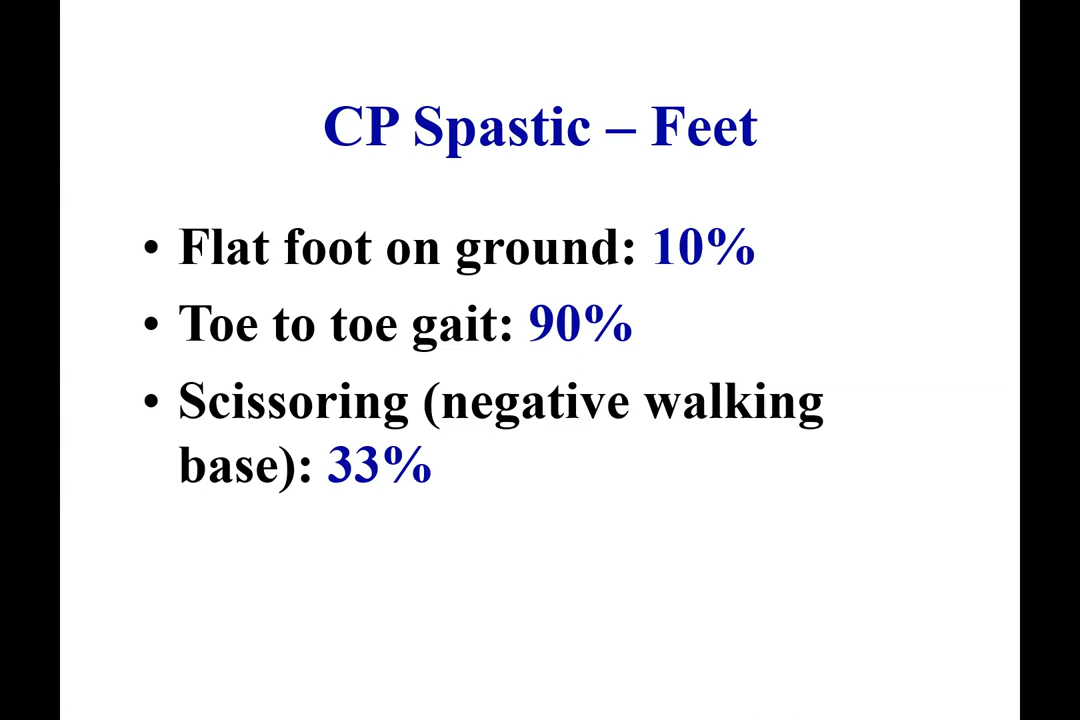 CP Spastic – Feet
• Flat foot on ground: 10%
• Toe to toe gait: 90%
• Scissoring (negative walking
base): 33%